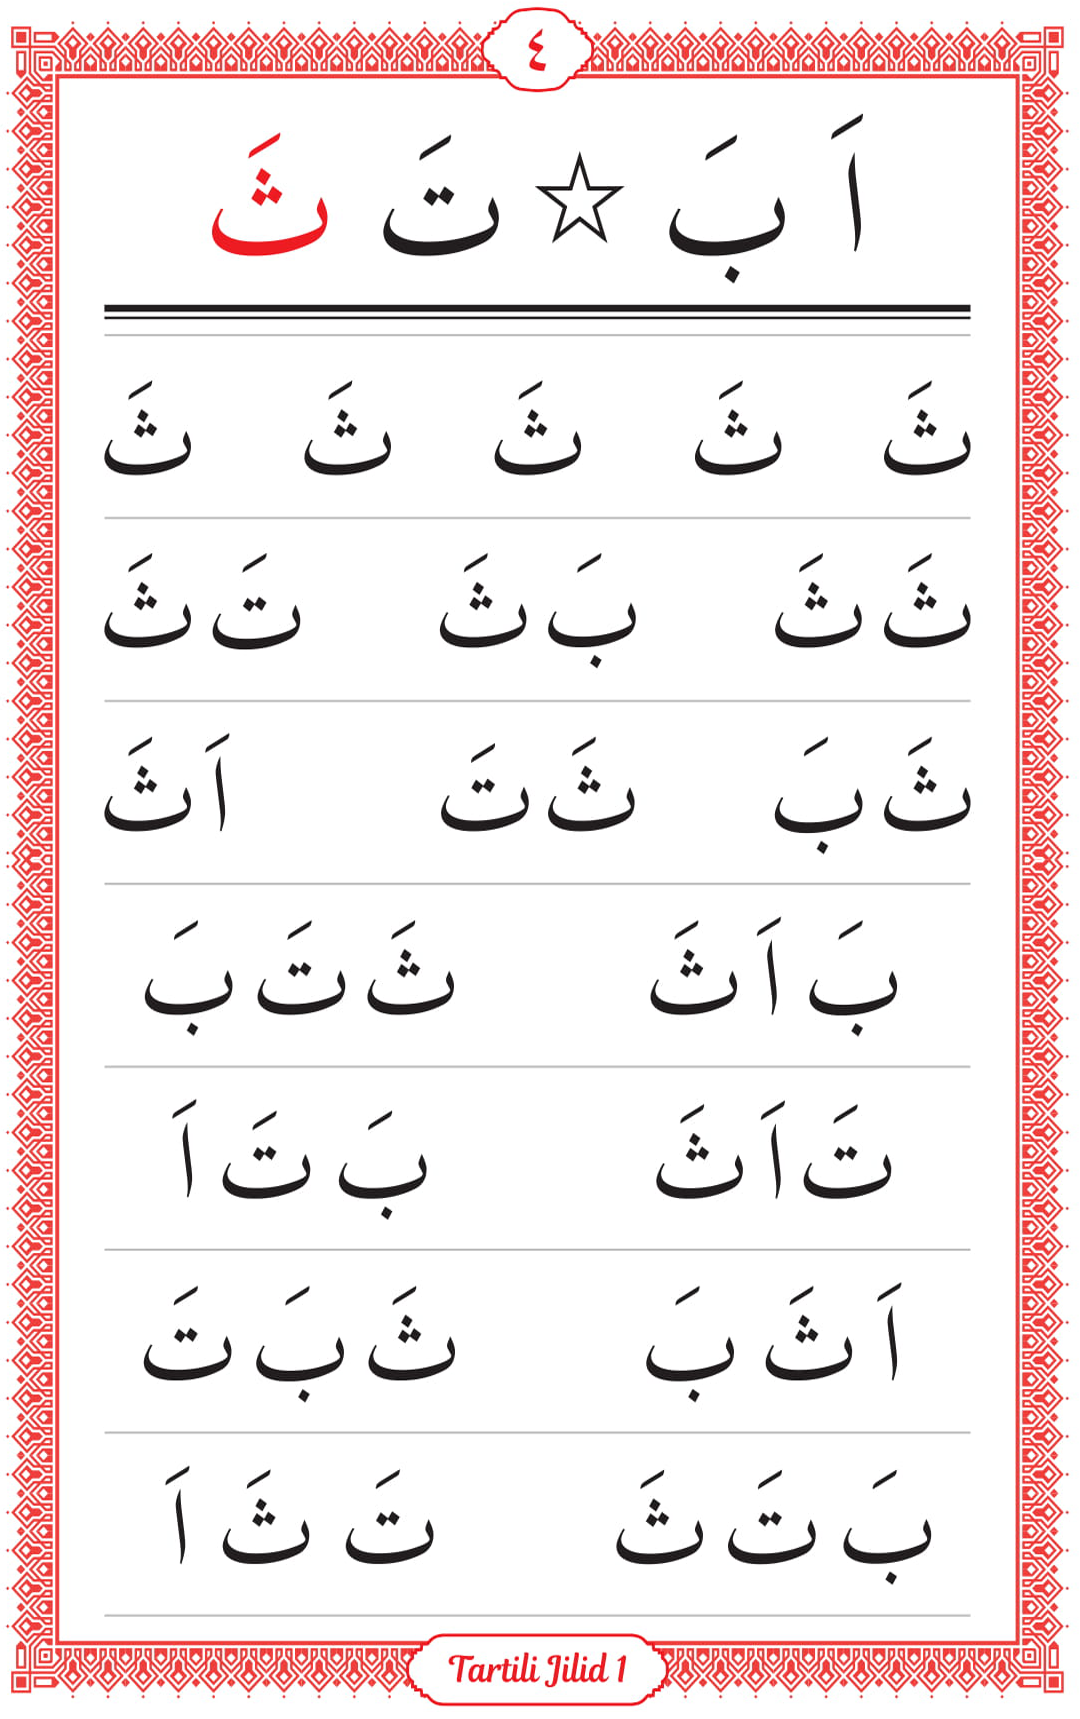 ٤
اَ بَ ☆ تَ ثَ
ثَ ثَ ثَ ثَ ثَ
ثَ ثَ بَ ثَ تَ ثَ
ثَ بَ ثَ تَ اَ ثَ
بَ اَ ثَ ثَ تَ بَ
تَ اَ ثَ بَ تَ اَ
اَ ثَ بَ ثَ بَ تَ
بَ تَ ثَ تَ ثَ اَ
Tartili Jilid 1